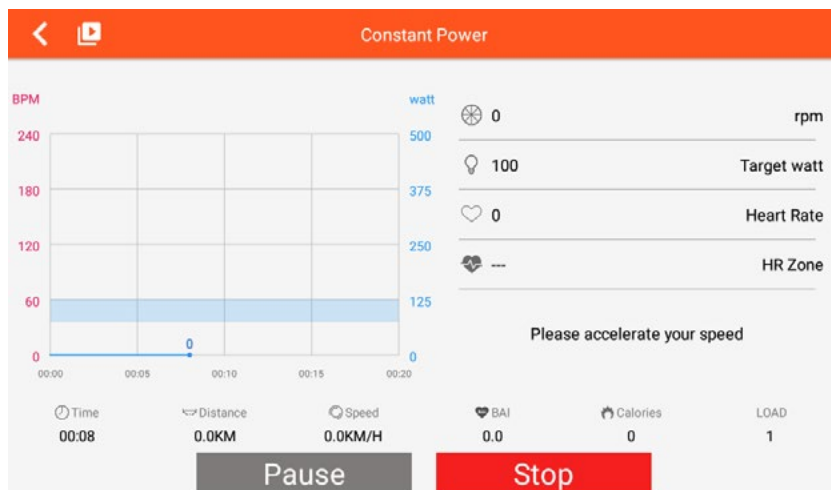 Constant Power
BPM
watt
240
500
180
375
120
250
60
125
0
0
0
00:00
00:05
00:10
00:15
00:20
0
rpm
100
Target watt
0
Heart Rate
---
HR Zone
Please accelerate your speed
Time
Distance
Speed
BAI
Calories
LOAD
00:08
0.0KM
0.0KM/H
0.0
0
1
Pause
Stop